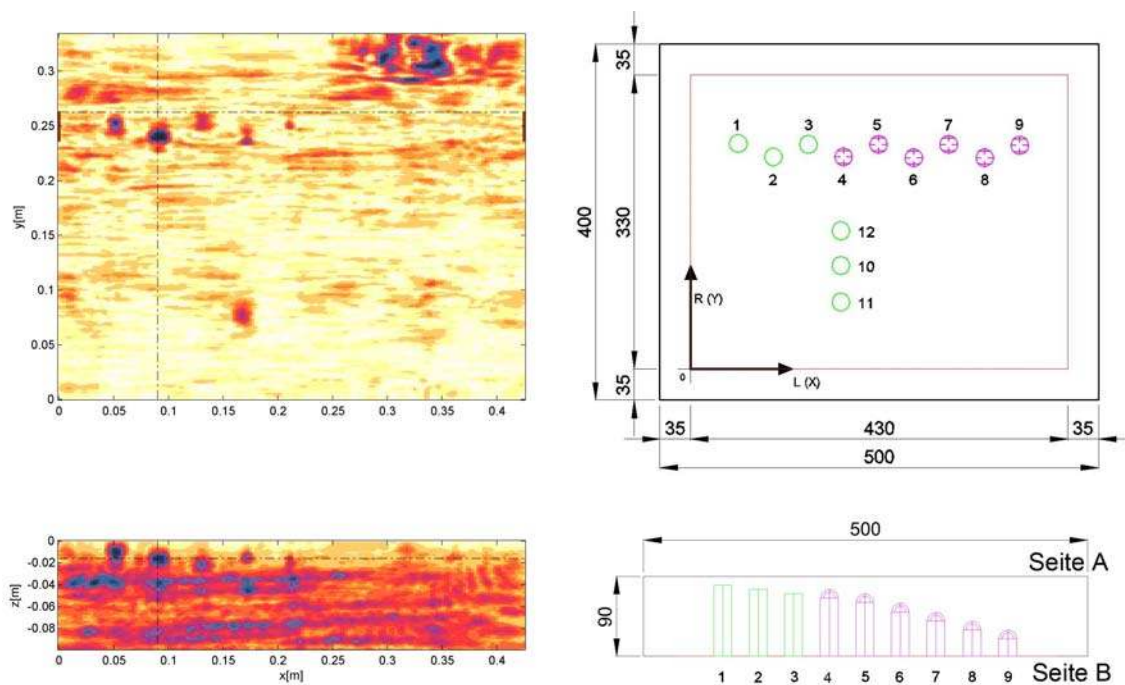 0.3
0.25
0.2
0.15
0.1
0.05
0
y[m]
0 0.05 0.1 0.15 0.2 0.25 0.3 0.35 0.4
0
-0.02
-0.04
-0.06
-0.08
z[m]
0 0.05 0.1 0.15 0.2 0.25 0.3 0.35 0.4
x[m]
35
400
330
35
1 3 5 7 9
2 4 6 8
12
10
11
R (Y)
0
L (X)
35 430 35
500
500
Seite A
90
Seite B
1 2 3 4 5 6 7 8 9